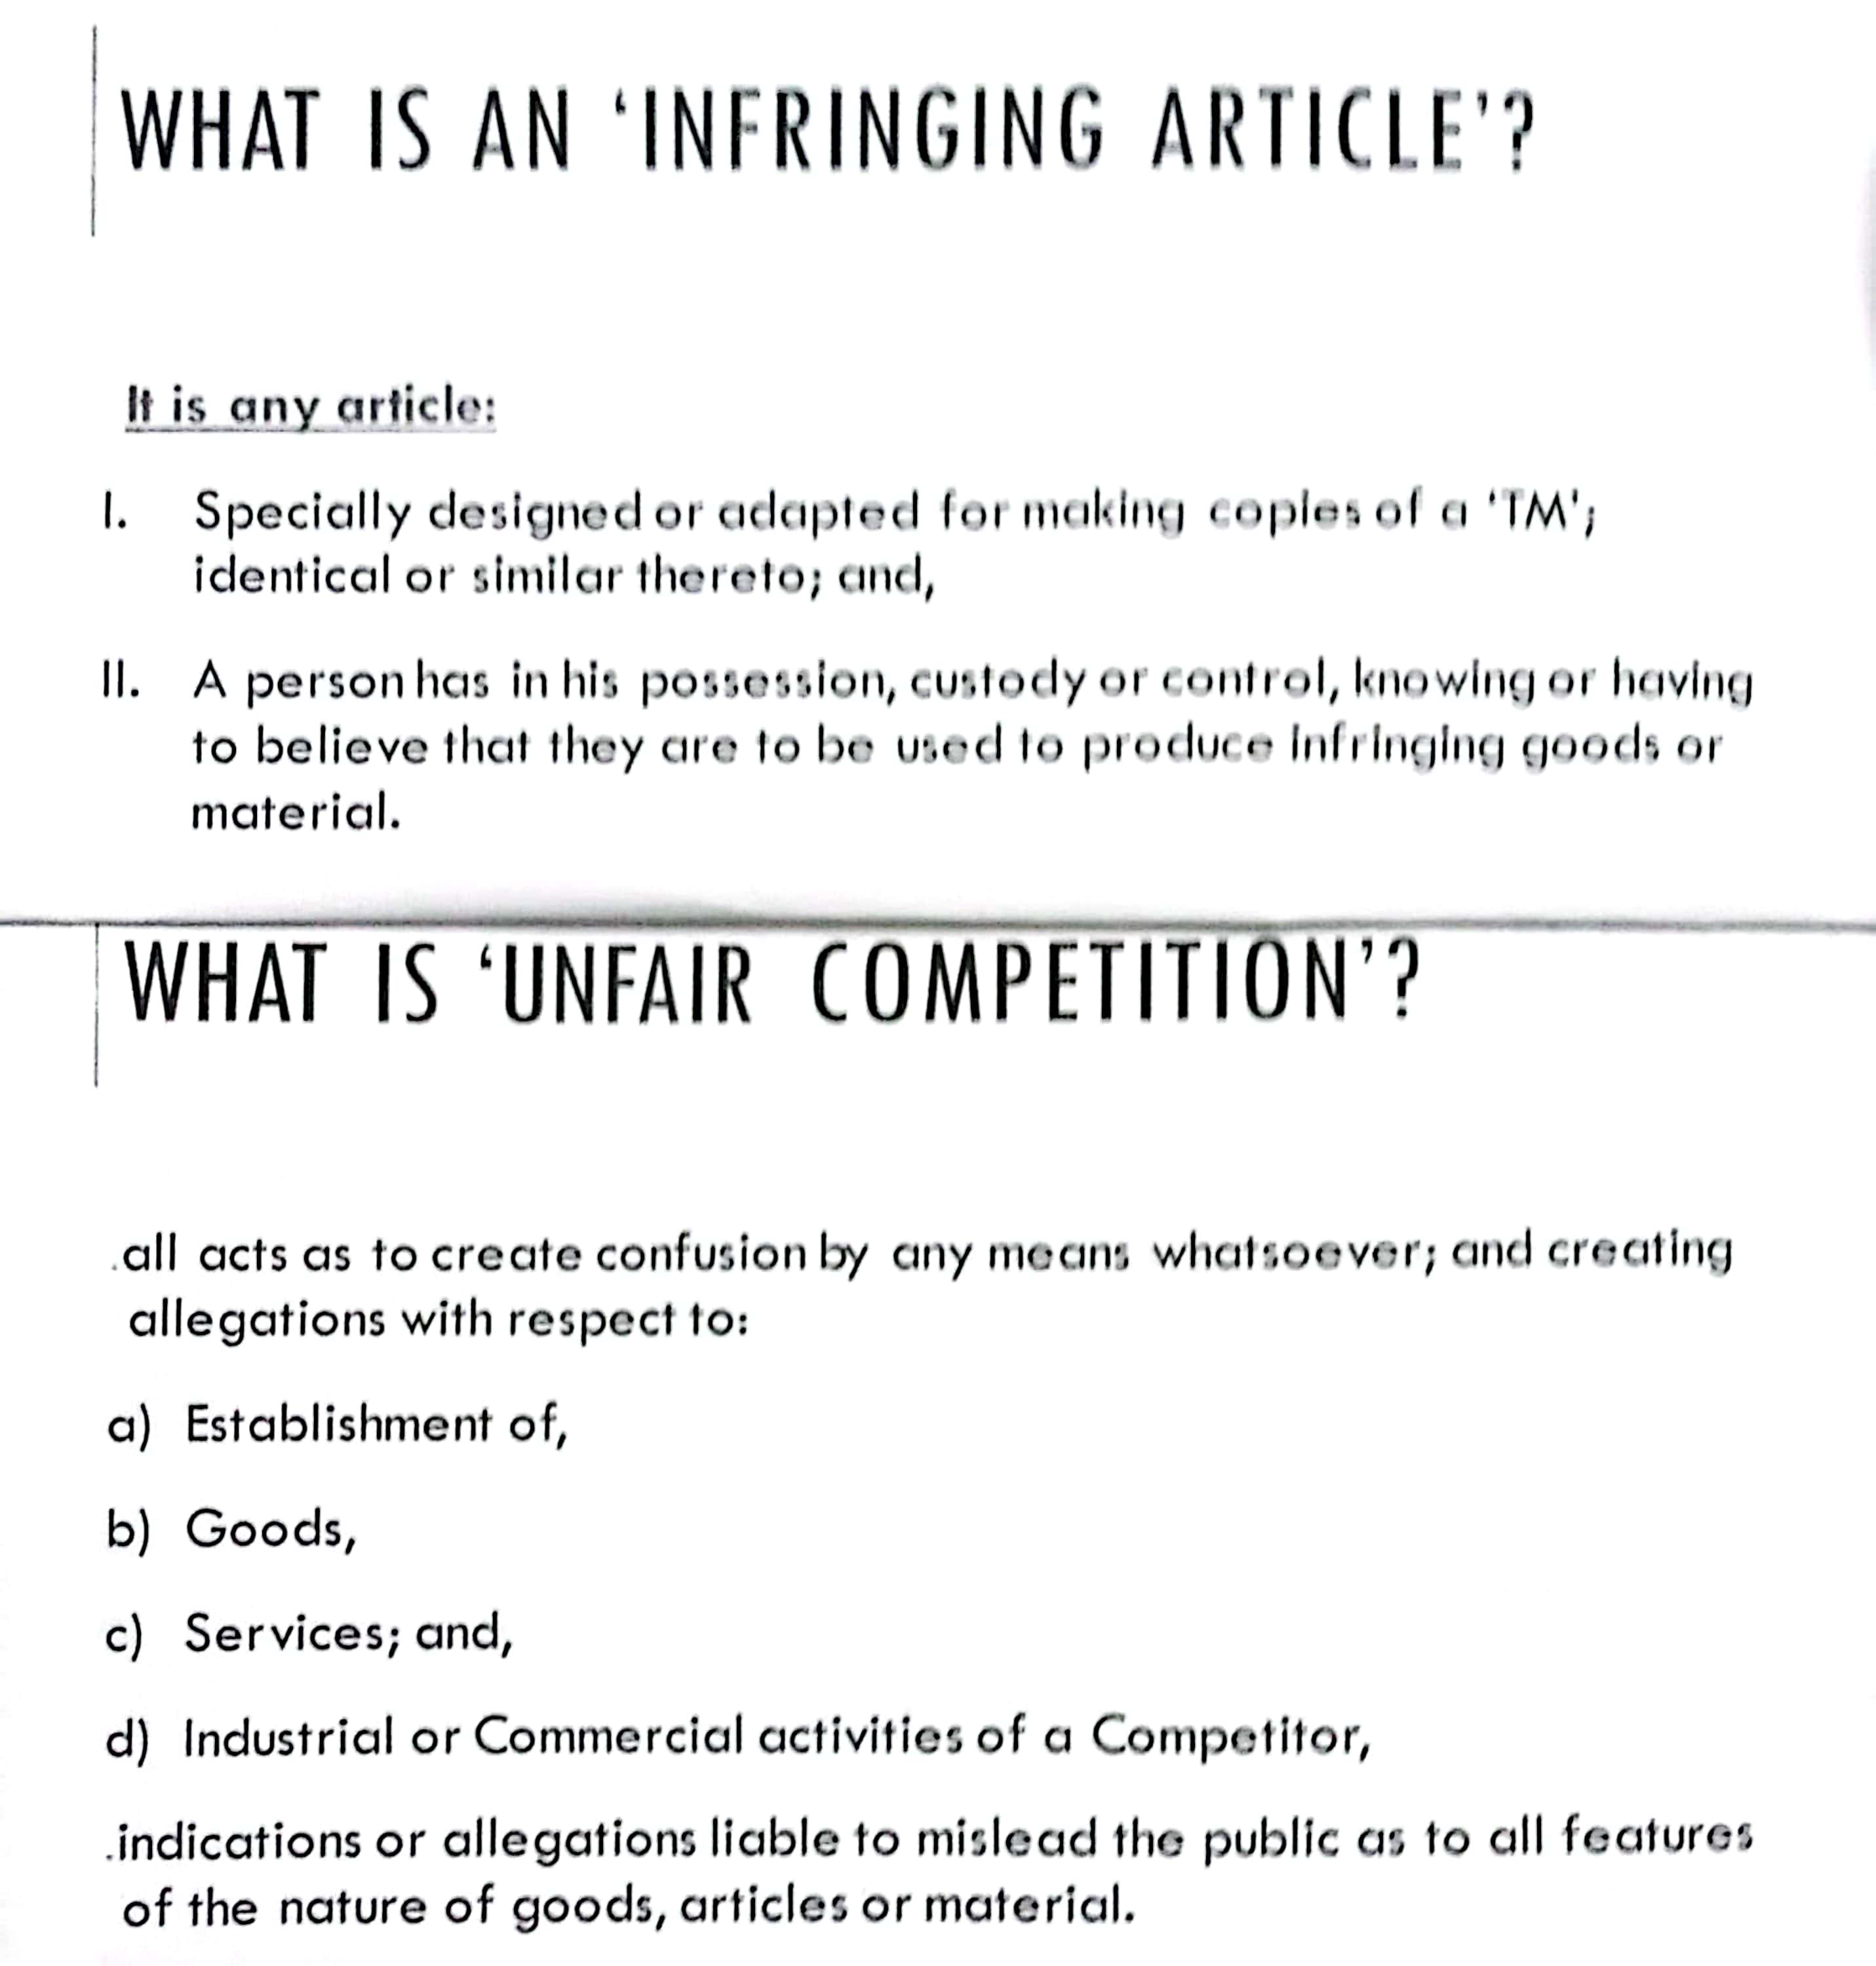 WHAT IS AN ‘INFRINGING ARTICLE’?
It is any article:
I. Specially designed or adapted for making copies of a ‘TM’;
identical or similar thereto; and,
II. A person has in his possession, custody or control, knowing or having
to believe that they are to be used to produce infringing goods or
material.
WHAT IS ‘UNFAIR COMPETITION’?
.all acts as to create confusion by any means whatsoever; and creating
allegations with respect to:
a) Establishment of,
b) Goods,
c) Services; and,
d) Industrial or Commercial activities of a Competitor,
.indications or allegations liable to mislead the public as to all features
of the nature of goods, articles or material.